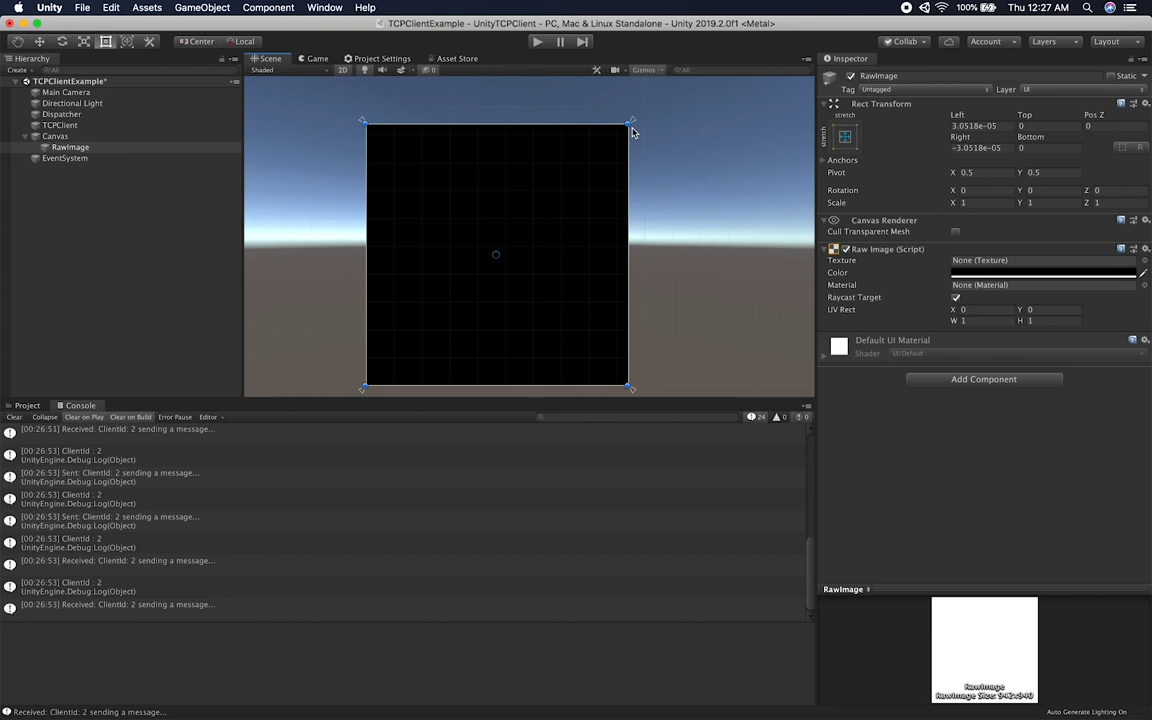 Unity File Edit Assets GameObject Component Window Help
100% Thu 12:27 AM
TCPClientExample - UnityTCPClient - PC, Mac & Linux Standalone - Unity 2019.2.0f1 <Metal>
Center Local
Collab Account Layers Layout
Hierarchy
Scene Game Project Settings Asset Store
Inspector
Create All
Shaded 2D 0 Gizmos All
RawImage Static
Tag Untagged Layer UI
TCPClientExample*
Main Camera
Directional Light
Dispatcher
TCPClient
Canvas
RawImage
EventSystem
Rect Transform
stretch
stretch
Left Top Pos Z
3.0518e-05 0 0
Right Bottom
-3.0518e-05 0 R
Anchors
Pivot X 0.5 Y 0.5
Rotation X 0 Y 0 Z 0
Scale X 1 Y 1 Z 1
Canvas Renderer
Cull Transparent Mesh
Raw Image (Script)
Texture None (Texture)
Color
Material None (Material)
Raycast Target
UV Rect X 0 Y 0
W 1 H 1
Default UI Material
Shader UI/Default
Add Component
Project Console
Clear Collapse Clear on Play Clear on Build Error Pause Editor 24 0 0
[00:26:51] Received: ClientId: 2 sending a message...
[00:26:53] ClientId : 2
UnityEngine.Debug:Log(Object)
[00:26:53] Sent: ClientId: 2 sending a message...
UnityEngine.Debug:Log(Object)
[00:26:53] ClientId : 2
UnityEngine.Debug:Log(Object)
[00:26:53] Sent: ClientId: 2 sending a message...
UnityEngine.Debug:Log(Object)
[00:26:53] ClientId : 2
UnityEngine.Debug:Log(Object)
[00:26:53] Received: ClientId: 2 sending a message...
[00:26:53] ClientId : 2
UnityEngine.Debug:Log(Object)
[00:26:53] Received: ClientId: 2 sending a message...
RawImage
RawImage
RawImage Size: 942x940
Received: ClientId: 2 sending a message...
Auto Generate Lighting On